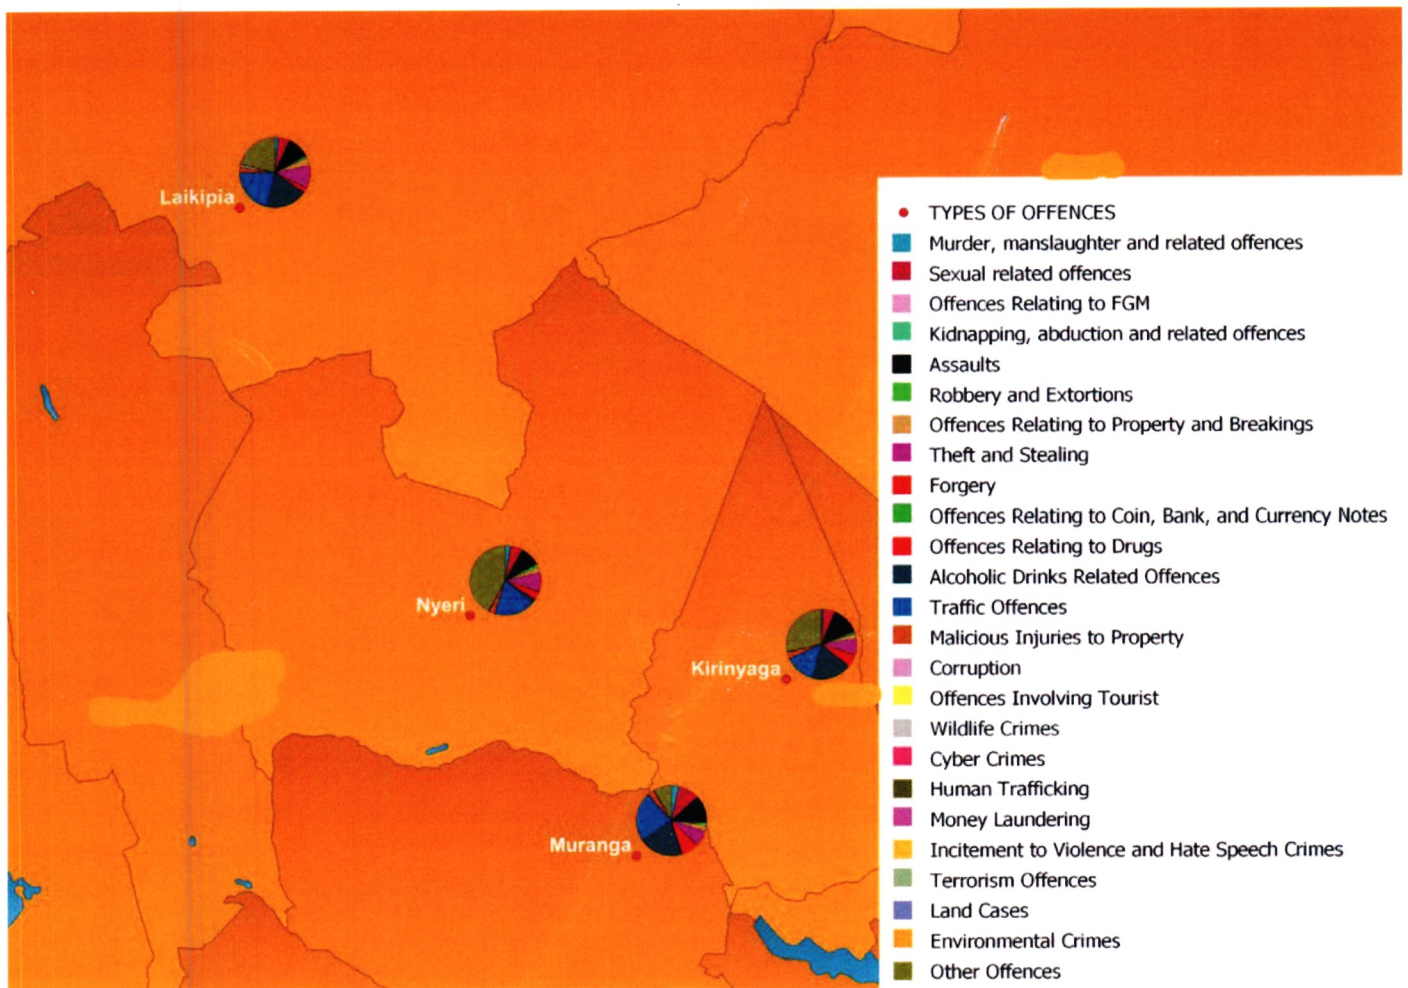 Laikipia
Nyeri
Kirinyaga
Muranga
TYPES OF OFFENCES
Murder, manslaughter and related offences
Sexual related offences
Offences Relating to FGM
Kidnapping, abduction and related offences
Assaults
Robbery and Extortions
Offences Relating to Property and Breakings
Theft and Stealing
Forgery
Offences Relating to Coin, Bank, and Currency Notes
Offences Relating to Drugs
Alcoholic Drinks Related Offences
Traffic Offences
Malicious Injuries to Property
Corruption
Offences Involving Tourist
Wildlife Crimes
Cyber Crimes
Human Trafficking
Money Laundering
Incitement to Violence and Hate Speech Crimes
Terrorism Offences
Land Cases
Environmental Crimes
Other Offences